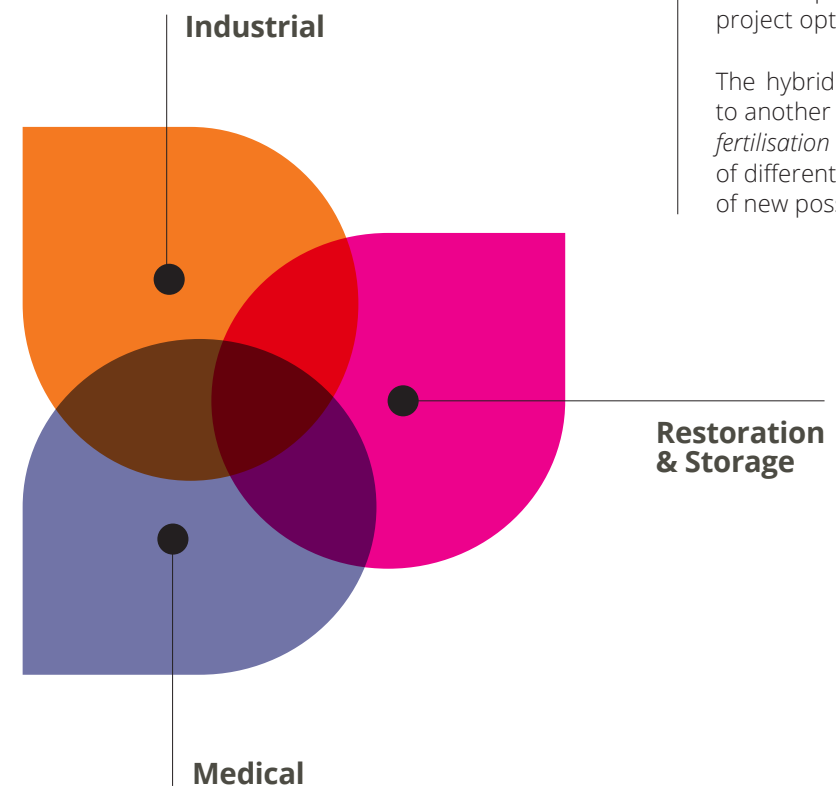 Industrial
project opt
The hybrid
to another
fertilisation
of different
of new pos
Restoration
& Storage
Medical